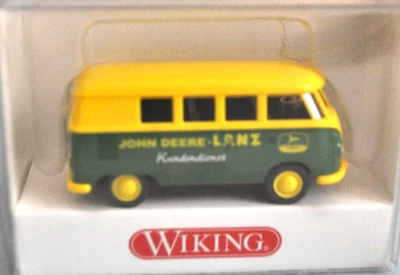 JOHN DEERE-LANZ
Kundendienst
WIKING